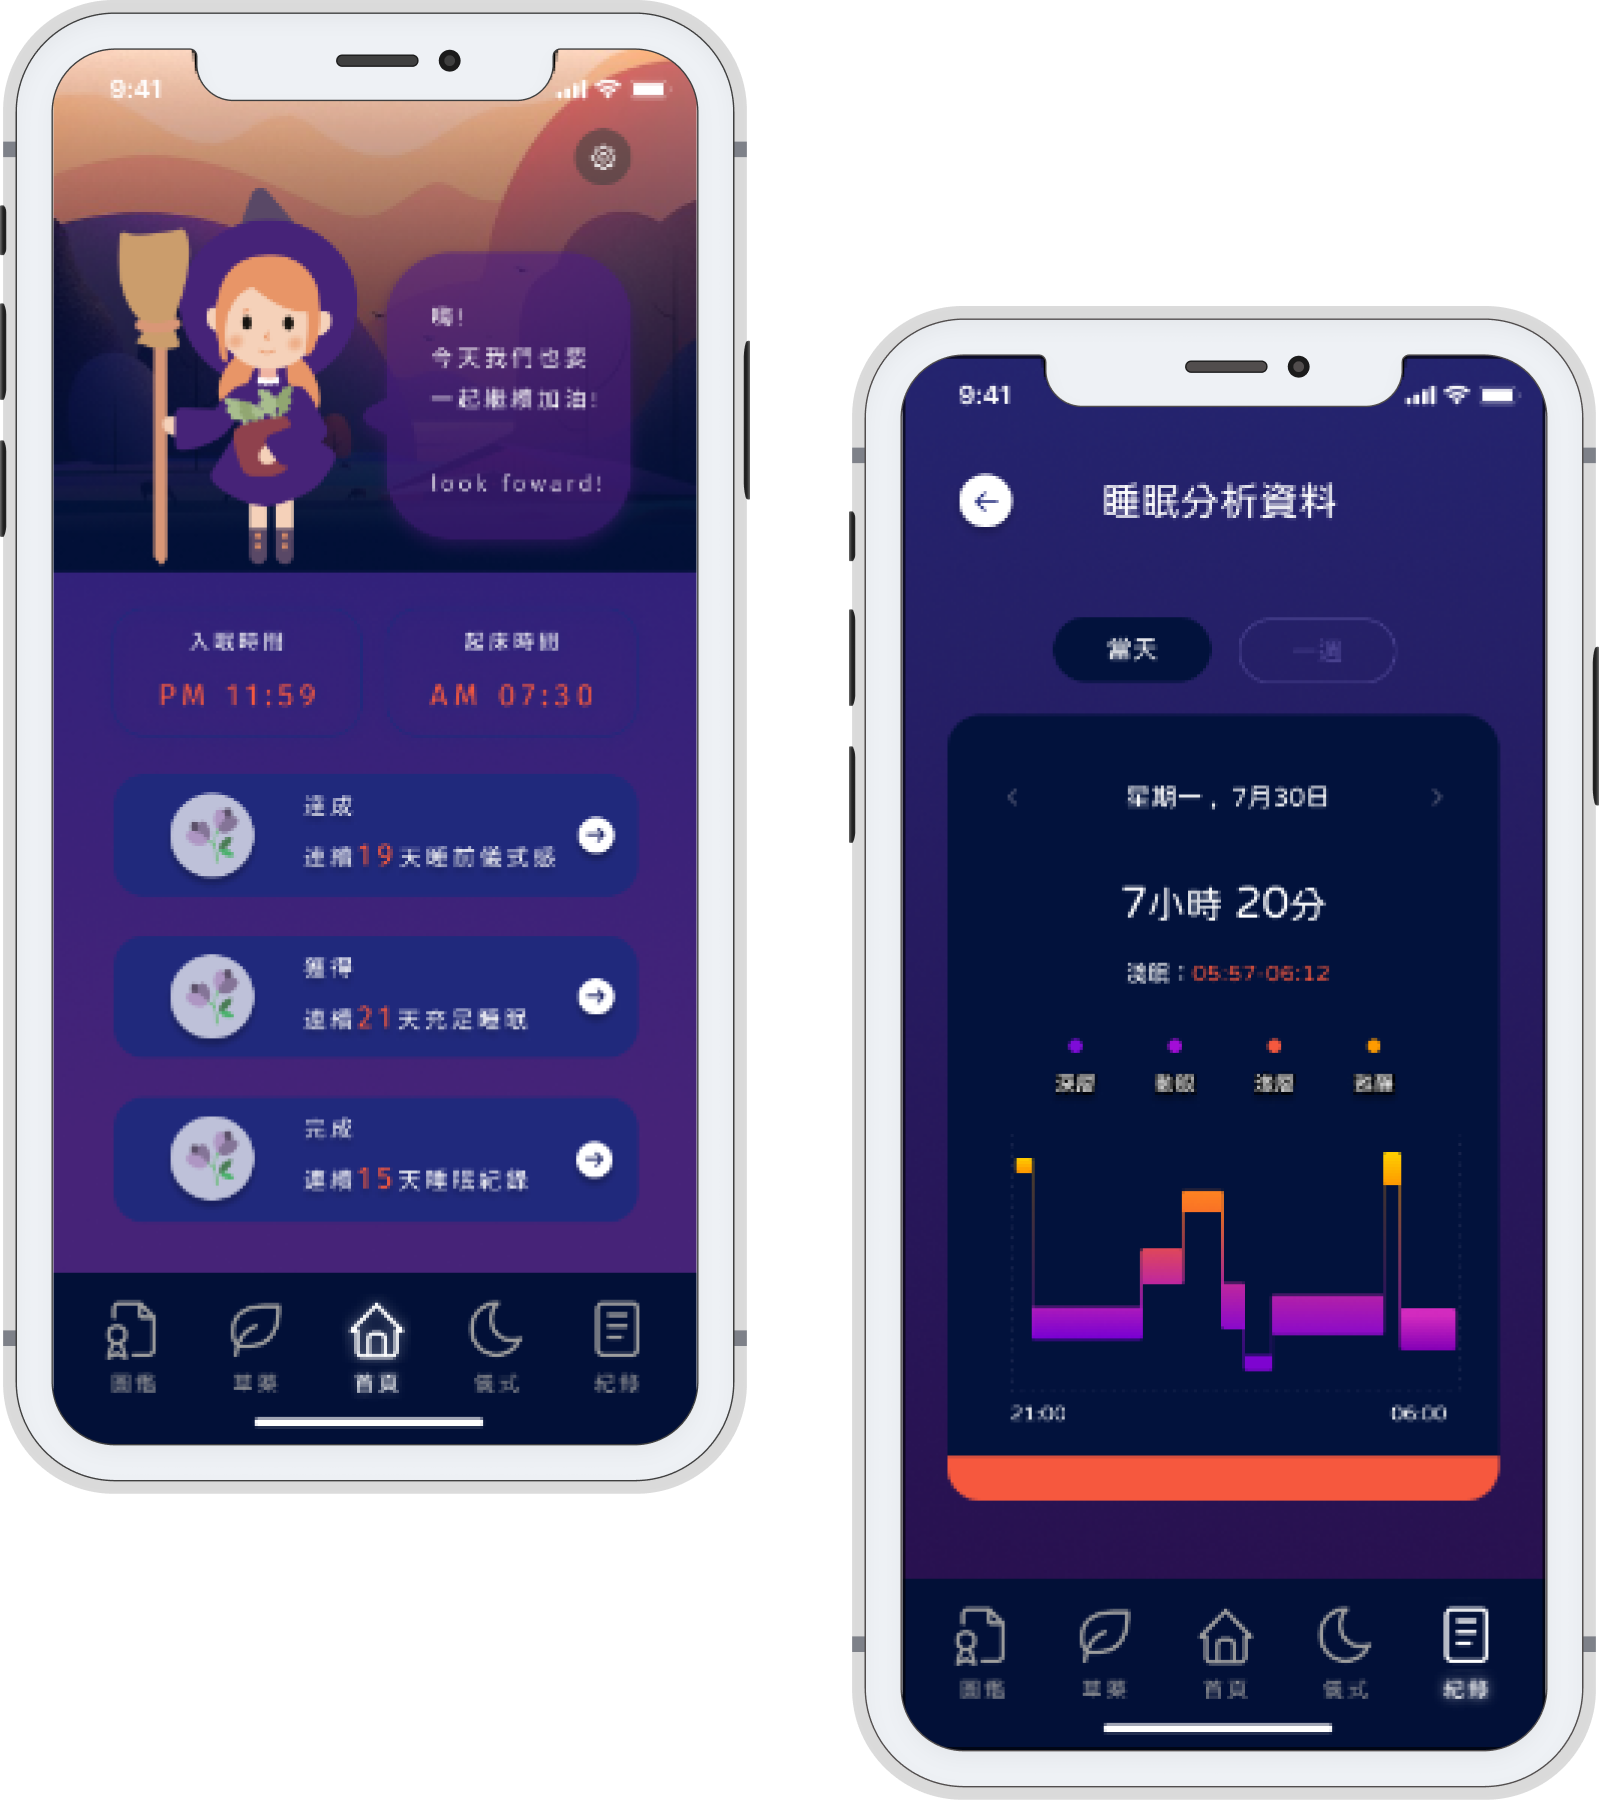 9:41
嗨!
今天我們也要
一起繼續加油!
look foward!
入眠時間
起床時間
PM 11:59
AM 07:30
達成
連續19天睡前儀式感
獲得
連續21天充足睡眠
完成
連續15天睡眠紀錄
圖鑑
草藥
首頁
儀式
紀錄
9:41
睡眠分析資料
當天
一週
星期一，7月30日
7小時 20分
淺眠：05:57-06:12
深層
動眼
淺層
甦醒
21:00
06:00
圖鑑
草藥
首頁
儀式
紀錄